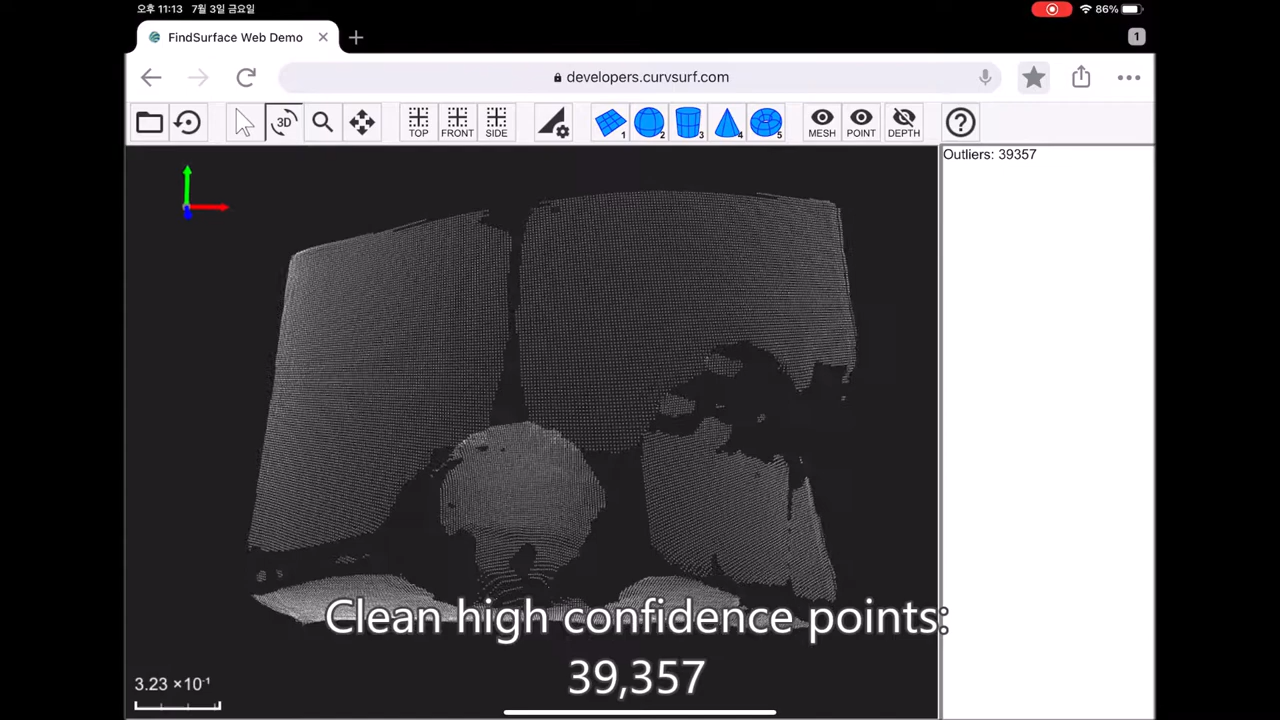 오후 11:13 7월 3일 금요일
86%
FindSurface Web Demo
1
developers.curvsurf.com
3D
TOP
FRONT
SIDE
1
2
3
4
5
MESH
POINT
DEPTH
Outliers: 39357
Clean high confidence points:
39,357
3.23 ×10⁻¹